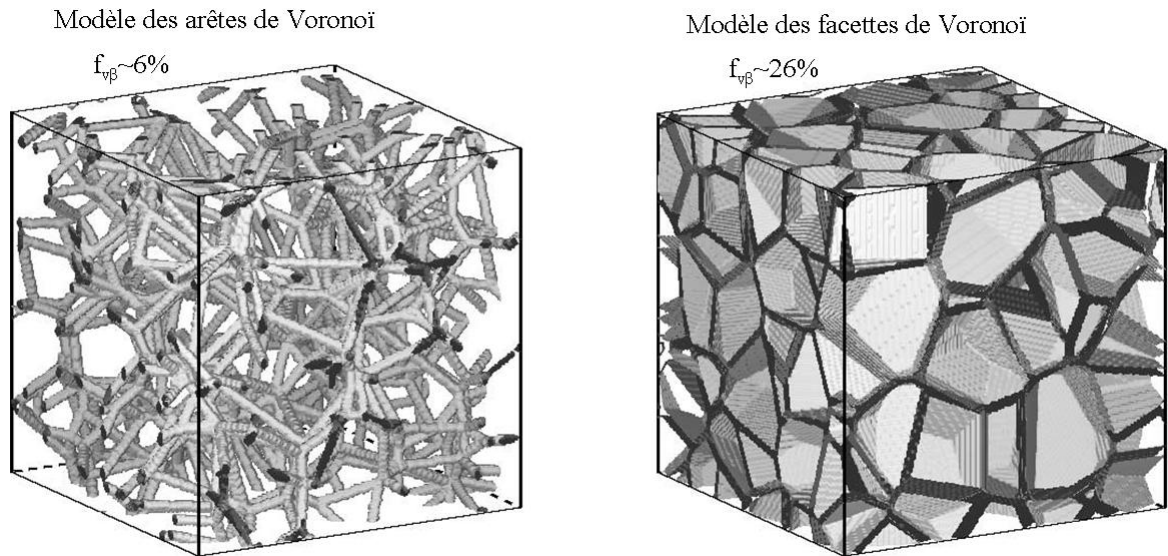 Modèle des arêtes de Voronoï
f_vβ~6%
Modèle des facettes de Voronoï
f_vβ~26%